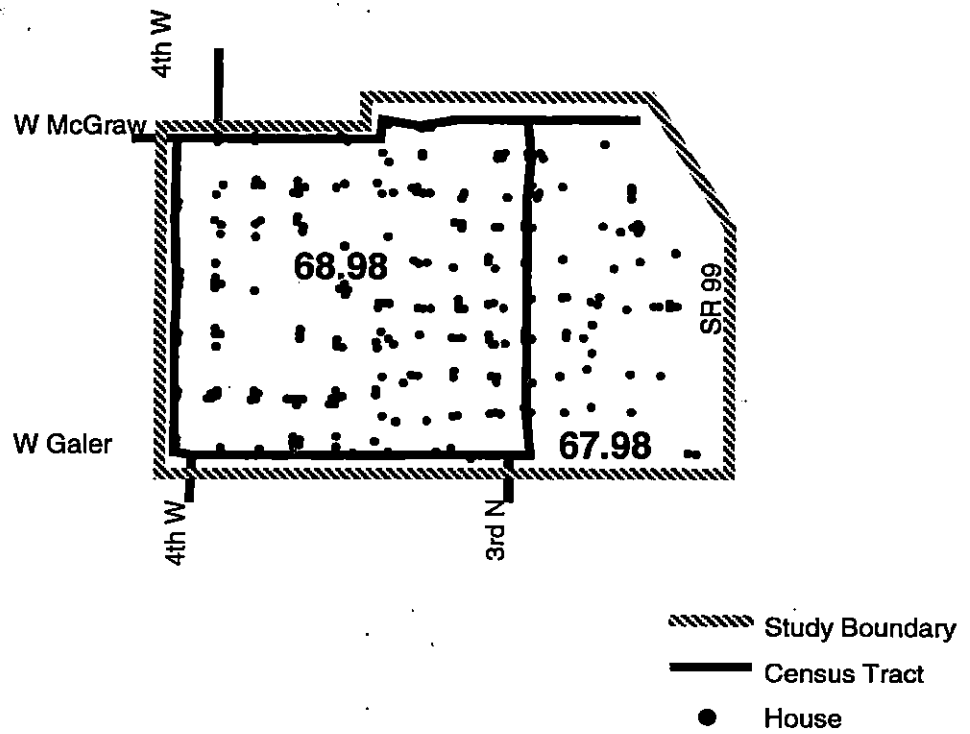 4th W
W McGraw
68.98
SR 99
W Galer
67.98
4th W
3rd N
Study Boundary
Census Tract
House